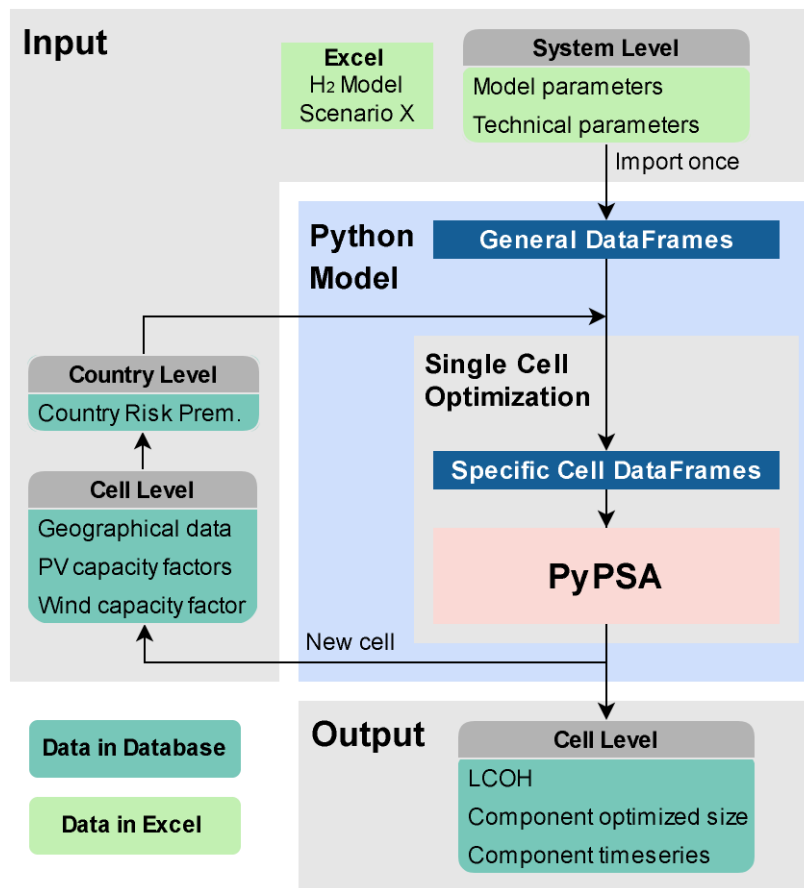 Input
Excel
H₂ Model
Scenario X
System Level
Model parameters
Technical parameters
Import once
Python
Model
General DataFrames
Single Cell
Optimization
Country Level
Country Risk Prem.
Specific Cell DataFrames
Cell Level
Geographical data
PV capacity factors
Wind capacity factor
PyPSA
New cell
Output
Cell Level
LCOH
Component optimized size
Component timeseries
Data in Database
Data in Excel